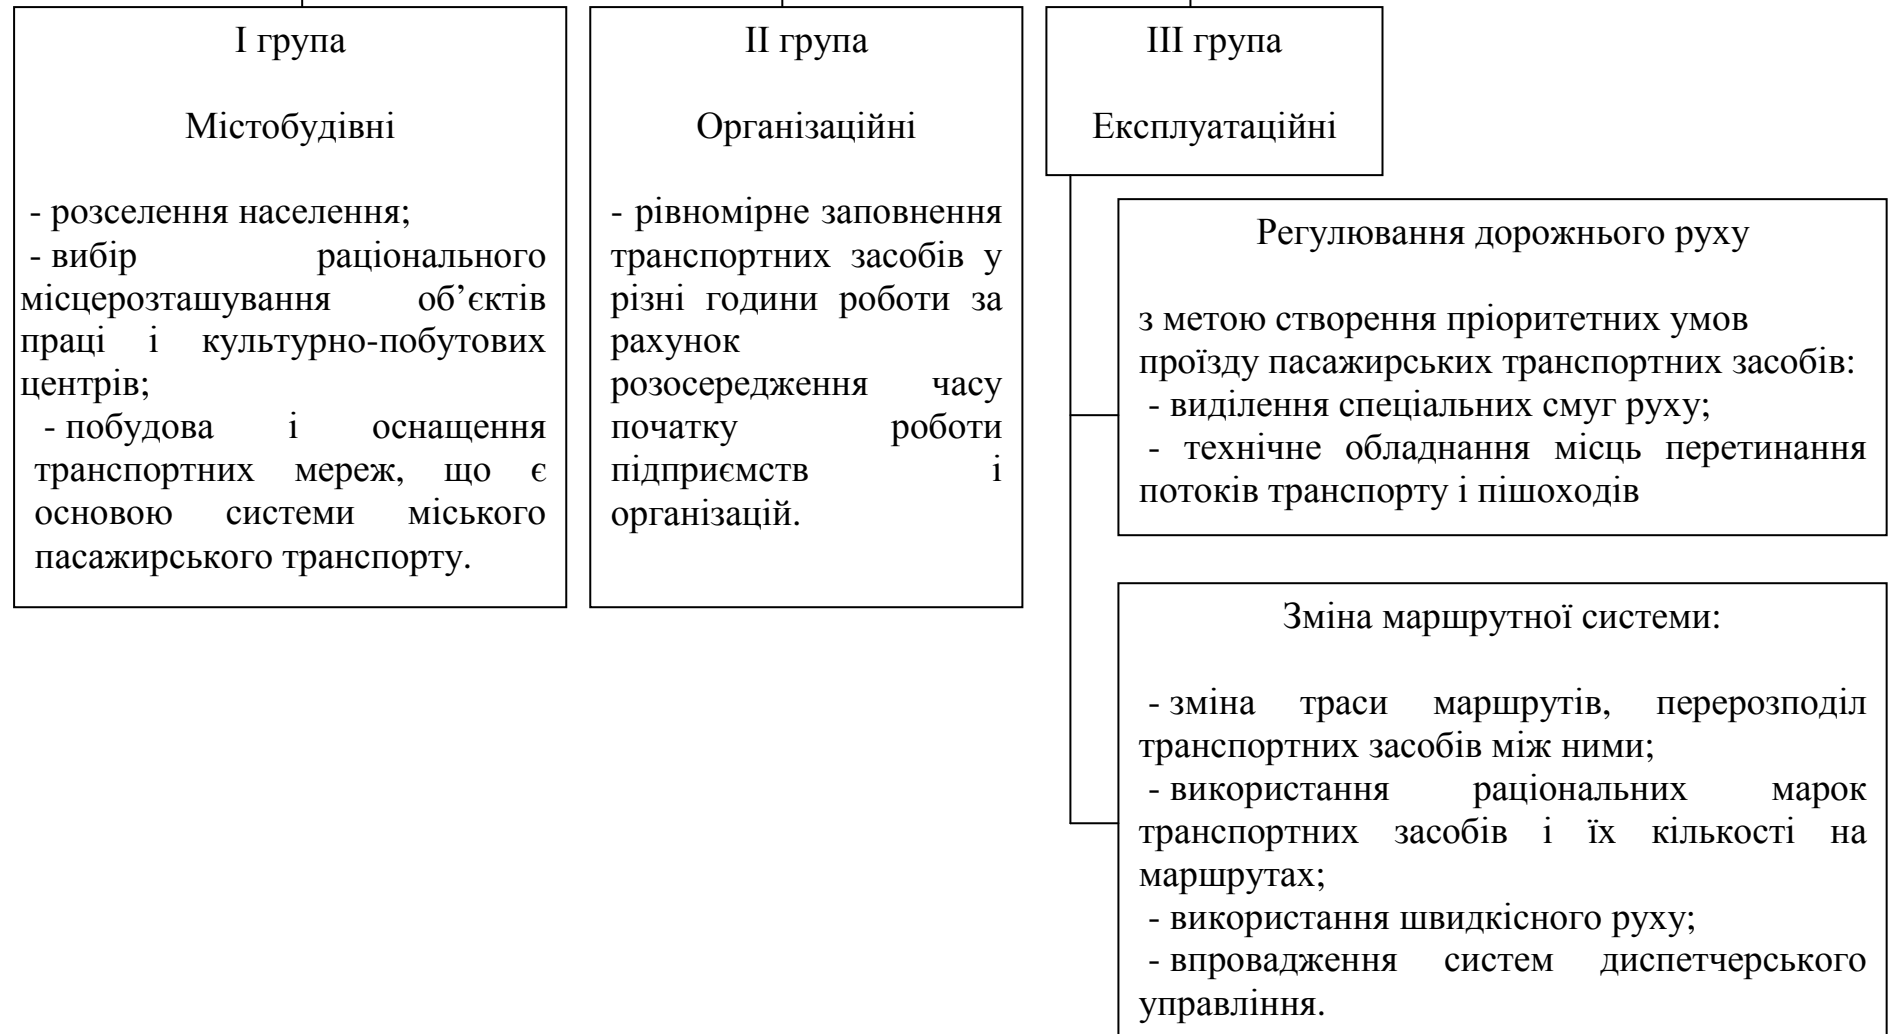 І група
Містобудівні
- розселення населення;
- вибір раціонального
місцерозташування об’єктів
праці і культурно-побутових
центрів;
- побудова і оснащення
транспортних мереж, що є
основою системи міського
пасажирського транспорту.
ІІ група
Організаційні
- рівномірне заповнення
транспортних засобів у
різні години роботи за
рахунок
розосередження часу
початку роботи
підприємств і
організацій.
ІІІ група
Експлуатаційні
Регулювання дорожнього руху
з метою створення пріоритетних умов
проїзду пасажирських транспортних засобів:
- виділення спеціальних смуг руху;
- технічне обладнання місць перетинання
потоків транспорту і пішоходів
Зміна маршрутної системи:
- зміна траси маршрутів, перерозподіл
транспортних засобів між ними;
- використання раціональних марок
транспортних засобів і їх кількості на
маршрутах;
- використання швидкісного руху;
- впровадження систем диспетчерського
управління.